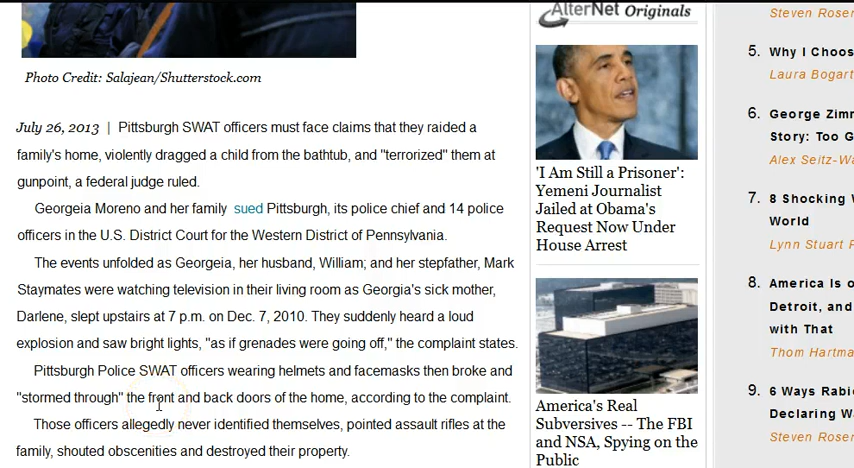 Photo Credit: Salajean/Shutterstock.com
July 26, 2013 | Pittsburgh SWAT officers must face claims that they raided a
family's home, violently dragged a child from the bathtub, and "terrorized" them at
gunpoint, a federal judge ruled.
Georgeia Moreno and her family sued Pittsburgh, its police chief and 14 police
officers in the U.S. District Court for the Western District of Pennsylvania.
The events unfolded as Georgeia, her husband, William; and her stepfather, Mark
Staymates were watching television in their living room as Georgia's sick mother,
Darlene, slept upstairs at 7 p.m. on Dec. 7, 2010. They suddenly heard a loud
explosion and saw bright lights, "as if grenades were going off," the complaint states.
Pittsburgh Police SWAT officers wearing helmets and facemasks then broke and
"stormed through" the front and back doors of the home, according to the complaint.
Those officers allegedly never identified themselves, pointed assault rifles at the
family, shouted obscenities and destroyed their property.
AlterNet Originals
'I Am Still a Prisoner':
Yemeni Journalist
Jailed at Obama's
Request Now Under
House Arrest
America's Real
Subversives -- The FBI
and NSA, Spying on the
Public
Steven Rosen
5. Why I Choos
Laura Bogart
6. George Zimm
Story: Too G
Alex Seitz-Wa
7. 8 Shocking W
World
Lynn Stuart P
8. America Is o
Detroit, and
with That
Thom Hartma
9. 6 Ways Rabi
Declaring Wa
Steven Rosen